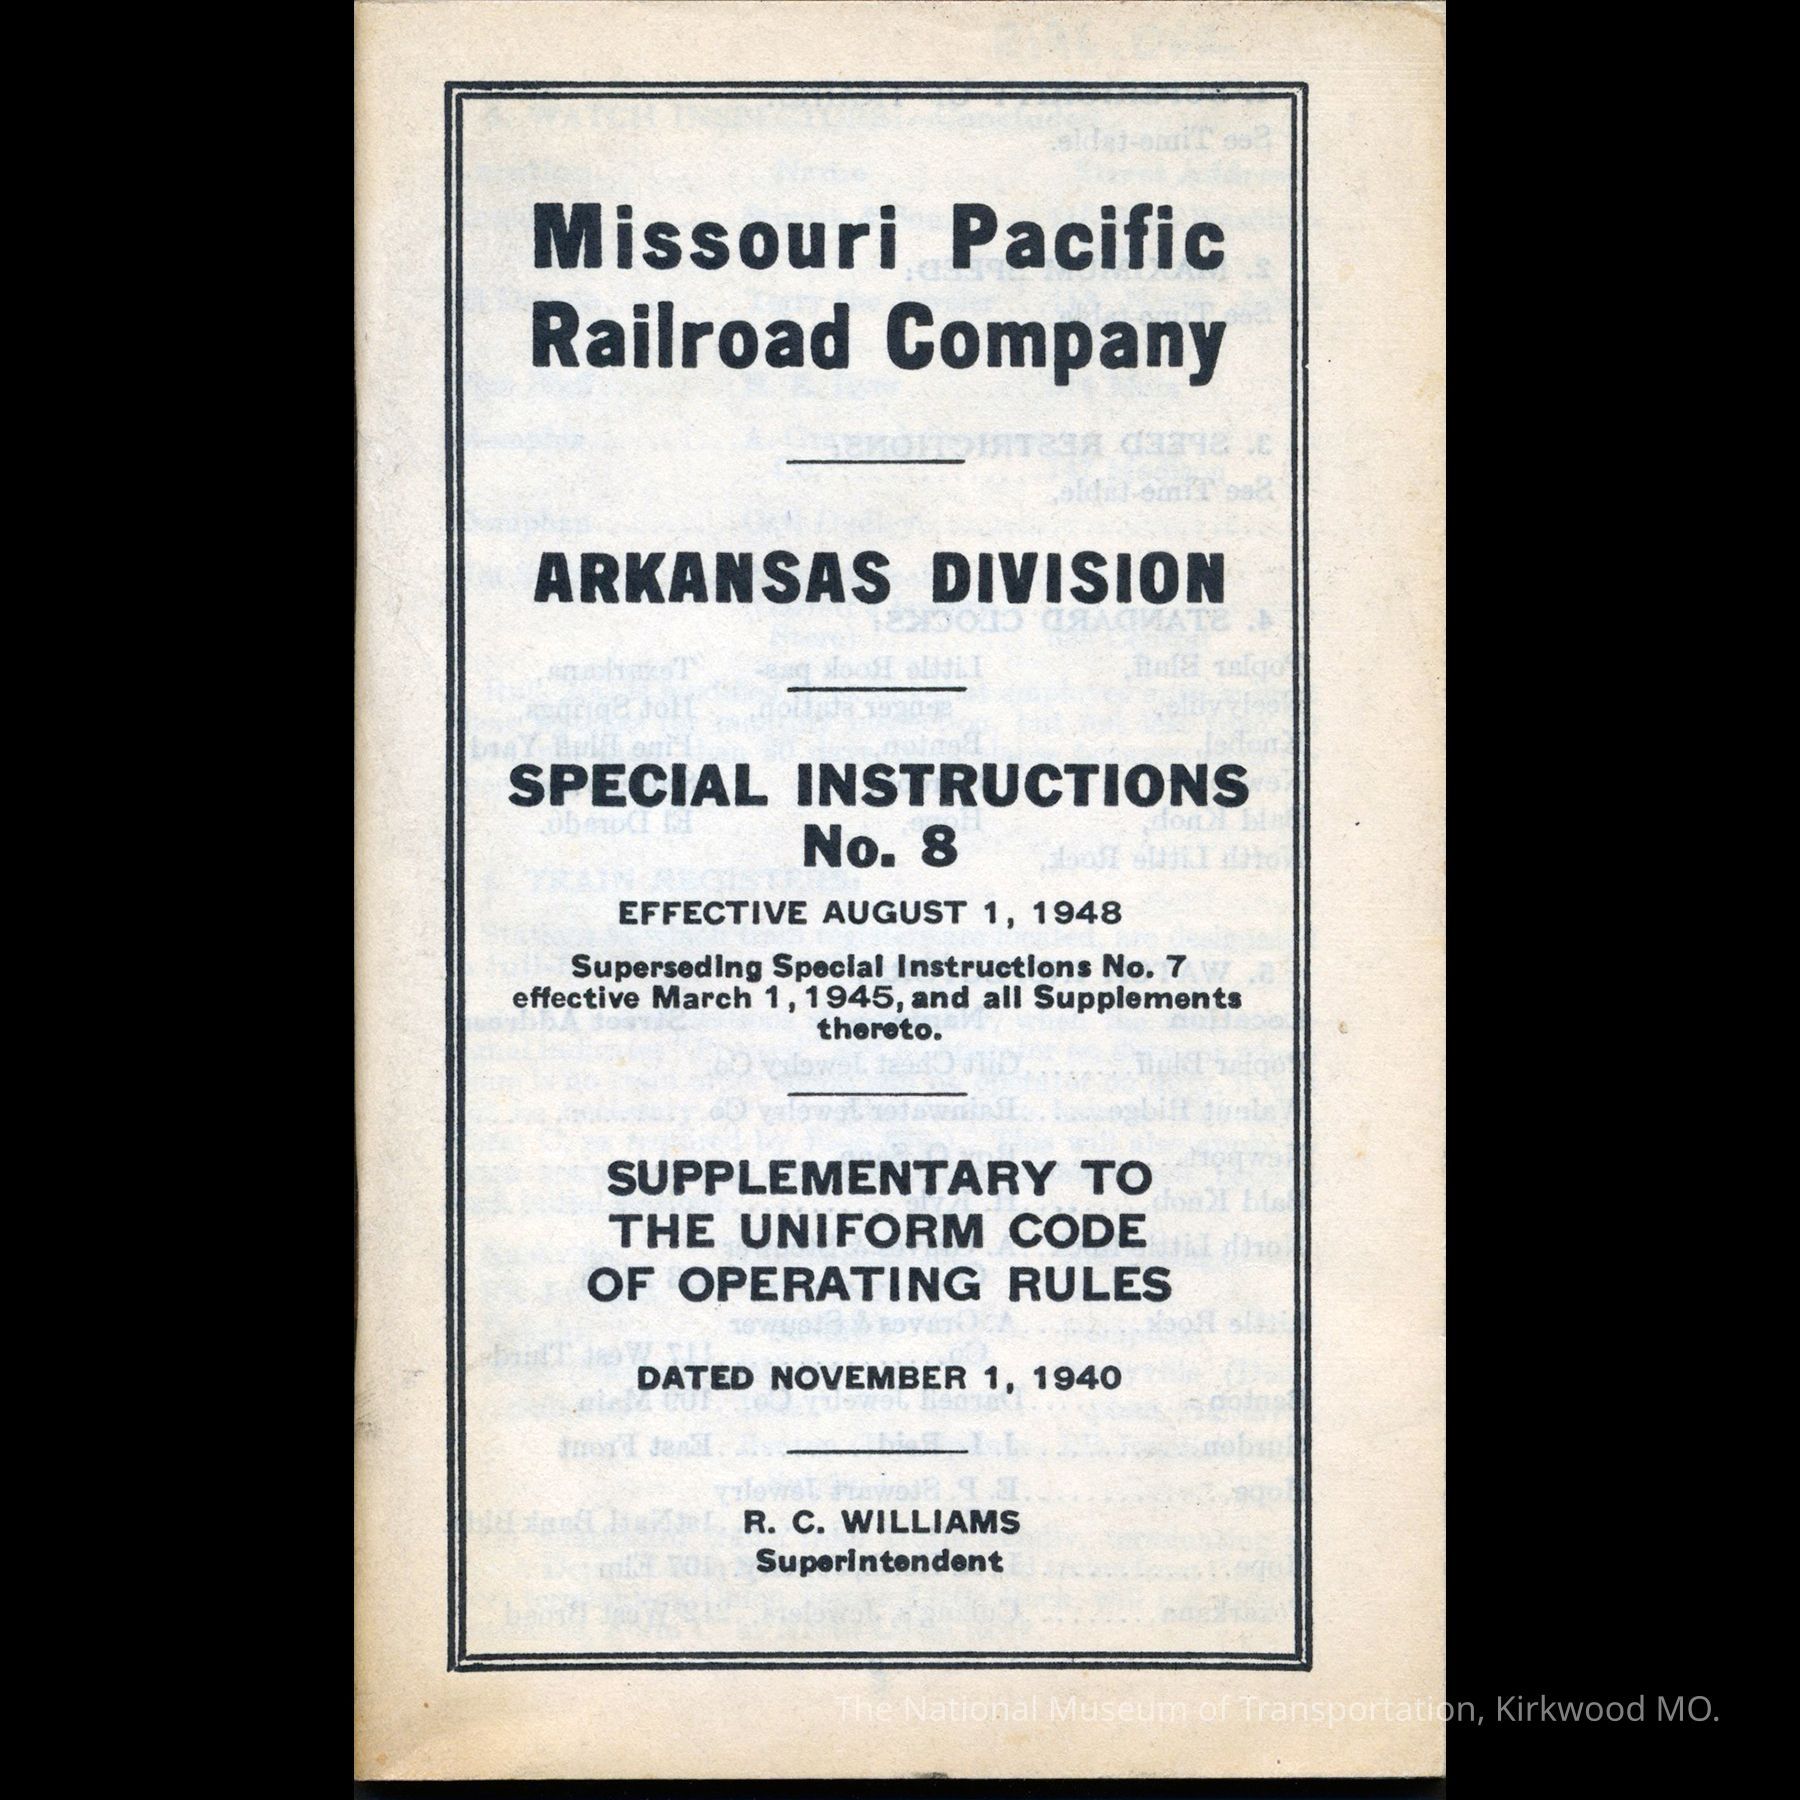 Missouri Pacific
Railroad Company
ARKANSAS DIVISION
SPECIAL INSTRUCTIONS
No. 8
EFFECTIVE AUGUST 1, 1948
Superseding Special Instructions No. 7
effective March 1, 1945, and all Supplements
thereto.
SUPPLEMENTARY TO
THE UNIFORM CODE
OF OPERATING RULES
DATED NOVEMBER 1, 1940
R. C. WILLIAMS
Superintendent
The National Museum of Transportation, Kirkwood MO.